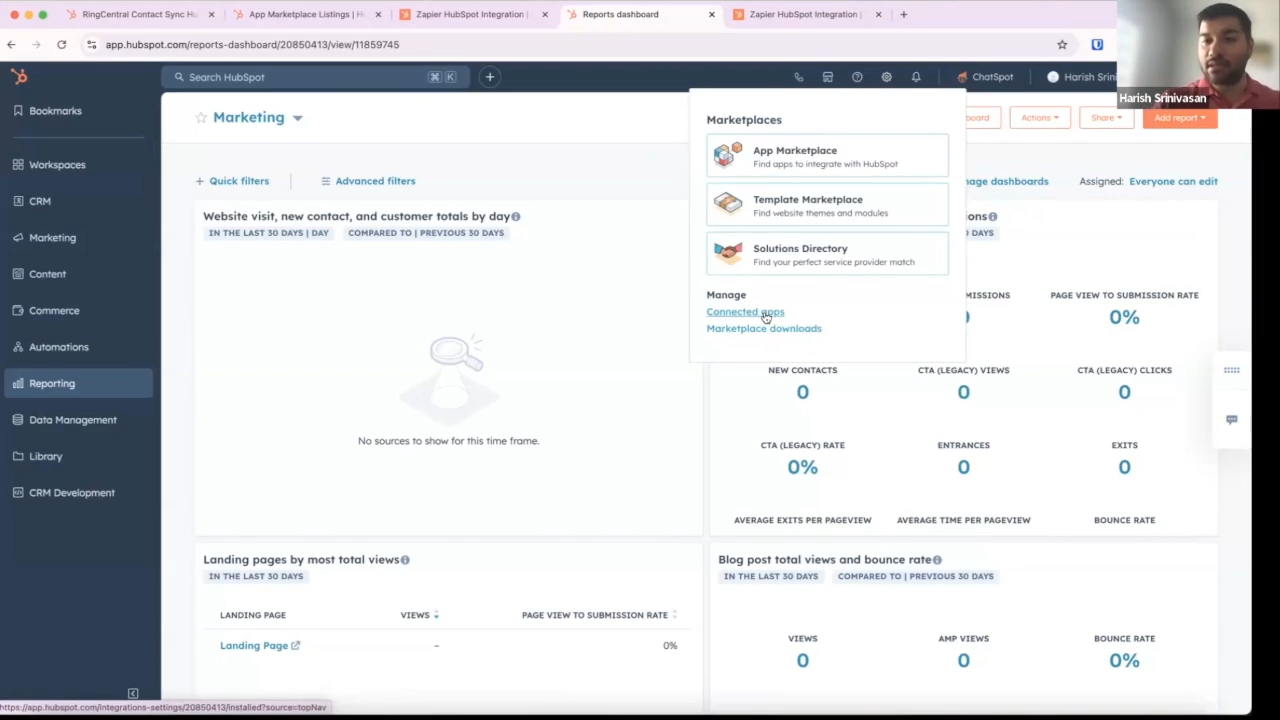 RingCentral Contact Sync Hu
App Marketplace Listings | H
Zapier HubSpot Integration |
Reports dashboard
Zapier HubSpot Integration |
app.hubspot.com/reports-dashboard/20850413/view/11859745
Search HubSpot
⌘ K
ChatSpot
Harish Srini
Harish Srinivasan
Bookmarks
Workspaces
CRM
Marketing
Content
Commerce
Automations
Reporting
Data Management
Library
CRM Development
Marketing
board
Actions
Share
Add report
Quick filters
Advanced filters
nage dashboards
Assigned: Everyone can edit
Marketplaces
App Marketplace
Find apps to integrate with HubSpot
Template Marketplace
Find website themes and modules
Solutions Directory
Find your perfect service provider match
Manage
Connected apps
Marketplace downloads
Website visit, new contact, and customer totals by day
IN THE LAST 30 DAYS | DAY
COMPARED TO | PREVIOUS 30 DAYS
No sources to show for this time frame.
ions
DAYS
MISSIONS
PAGE VIEW TO SUBMISSION RATE
0%
NEW CONTACTS
CTA (LEGACY) VIEWS
CTA (LEGACY) CLICKS
0
0
0
CTA (LEGACY) RATE
ENTRANCES
EXITS
0%
0
0
AVERAGE EXITS PER PAGEVIEW
AVERAGE TIME PER PAGEVIEW
BOUNCE RATE
Landing pages by most total views
IN THE LAST 30 DAYS
LANDING PAGE
VIEWS
PAGE VIEW TO SUBMISSION RATE
Landing Page
–
0%
Blog post total views and bounce rate
IN THE LAST 30 DAYS
COMPARED TO | PREVIOUS 30 DAYS
VIEWS
AMP VIEWS
BOUNCE RATE
0
0
0%
https://app.hubspot.com/integrations-settings/20850413/installed?source=topNav